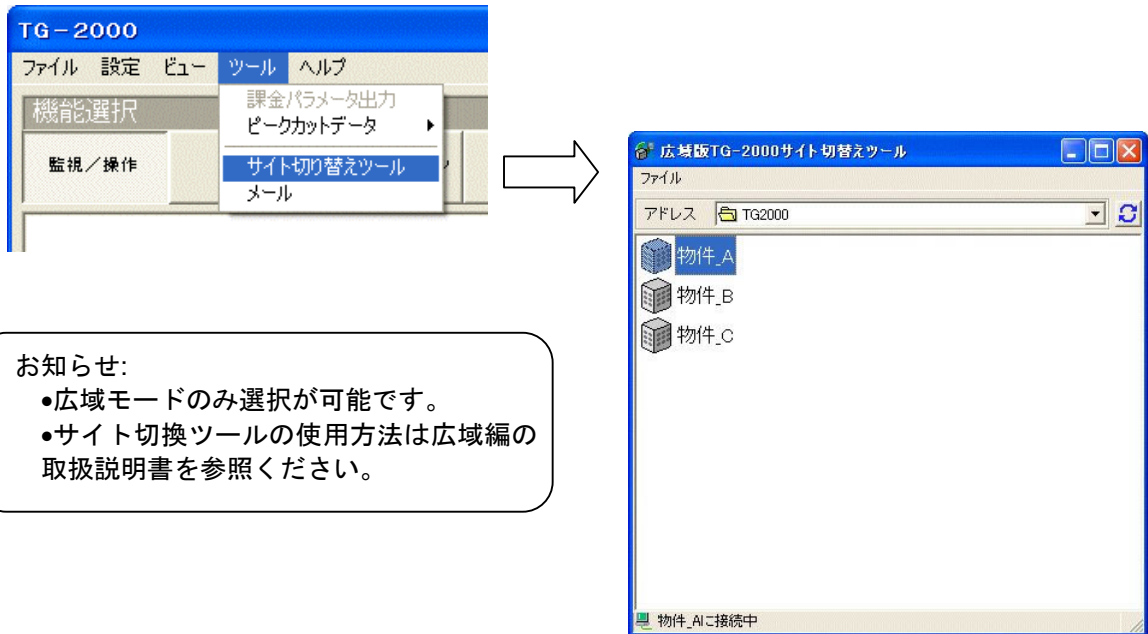 TG-2000
ファイル 設定 ビュー ツール ヘルプ
機能選択
監視／操作
課金パラメータ出力
ピークカットデータ
サイト切り替えツール
メール
広域版TG-2000サイト切替えツール
ファイル
アドレス TG2000
物件_A
物件_B
物件_C
物件_Aに接続中
お知らせ:
•広域モードのみ選択が可能です。
•サイト切換ツールの使用方法は広域編の
取扱説明書を参照ください。